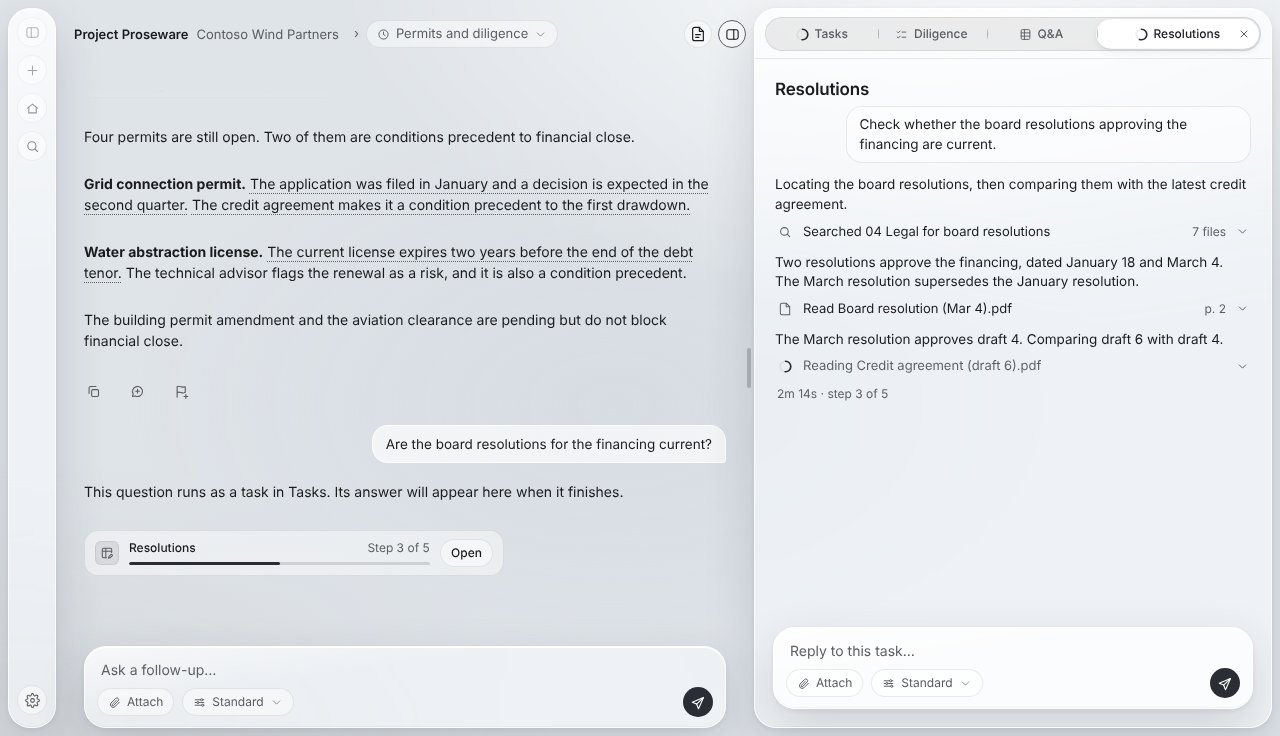 Project Proseware Contoso Wind Partners › Permits and diligence
Four permits are still open. Two of them are conditions precedent to financial close.
Grid connection permit. The application was filed in January and a decision is expected in the
second quarter. The credit agreement makes it a condition precedent to the first drawdown.
Water abstraction license. The current license expires two years before the end of the debt
tenor. The technical advisor flags the renewal as a risk, and it is also a condition precedent.
The building permit amendment and the aviation clearance are pending but do not block
financial close.
Are the board resolutions for the financing current?
This question runs as a task in Tasks. Its answer will appear here when it finishes.
Resolutions Step 3 of 5 Open
Ask a follow-up...
Attach Standard
Tasks Diligence Q&A Resolutions
Resolutions
Check whether the board resolutions approving the
financing are current.
Locating the board resolutions, then comparing them with the latest credit
agreement.
Searched 04 Legal for board resolutions 7 files
Two resolutions approve the financing, dated January 18 and March 4.
The March resolution supersedes the January resolution.
Read Board resolution (Mar 4).pdf p. 2
The March resolution approves draft 4. Comparing draft 6 with draft 4.
Reading Credit agreement (draft 6).pdf
2m 14s · step 3 of 5
Reply to this task...
Attach Standard